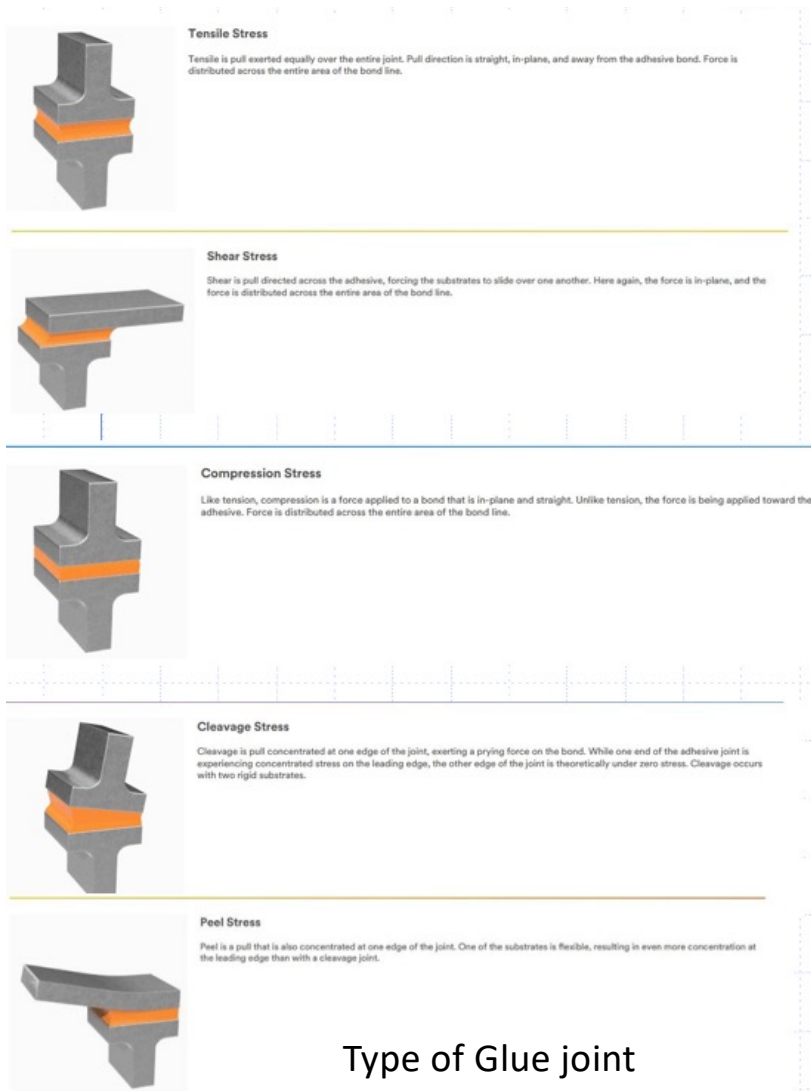 Tensile Stress
Tensile is pull exerted equally over the entire joint. Pull direction is straight, in-plane, and away from the adhesive bond. Force is
distributed across the entire area of the bond line.
Shear Stress
Shear is pull directed across the adhesive, forcing the substrates to slide over one another. Here again, the force is in-plane, and the
force is distributed across the entire area of the bond line.
Compression Stress
Like tension, compression is a force applied to a bond that is in-plane and straight. Unlike tension, the force is being applied toward the
adhesive. Force is distributed across the entire area of the bond line.
Cleavage Stress
Cleavage is pull concentrated at one edge of the joint, exerting a prying force on the bond. While one end of the adhesive joint is
experiencing concentrated stress on the leading edge, the other edge of the joint is theoretically under zero stress. Cleavage occurs
with two rigid substrates.
Peel Stress
Peel is a pull that is also concentrated at one edge of the joint. One of the substrates is flexible, resulting in even more concentration at
the leading edge than with a cleavage joint.
Type of Glue joint